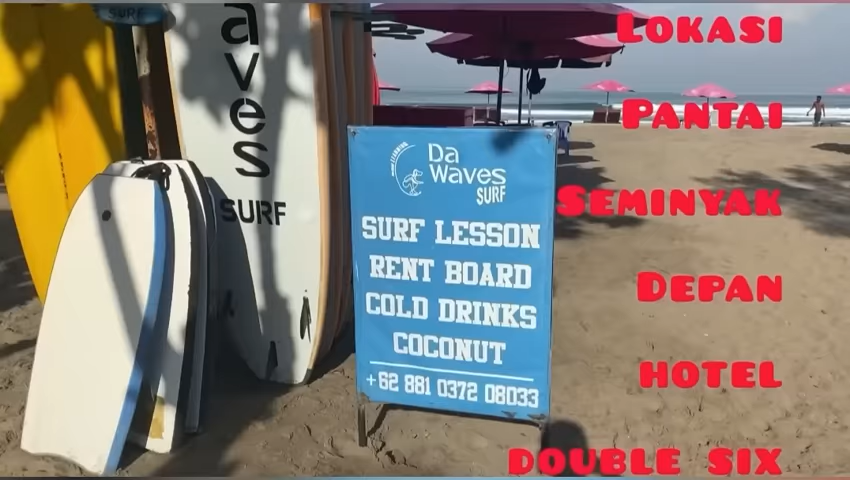 SURF
aves
SURF
Da
Waves
SURF
SURF LESSON
RENT BOARD
COLD DRINKS
COCONUT
+62 881 0372 08033
LOKASI
PANTAI
SEMINYAK
DEPAN
HOTEL
DOUBLE SIX